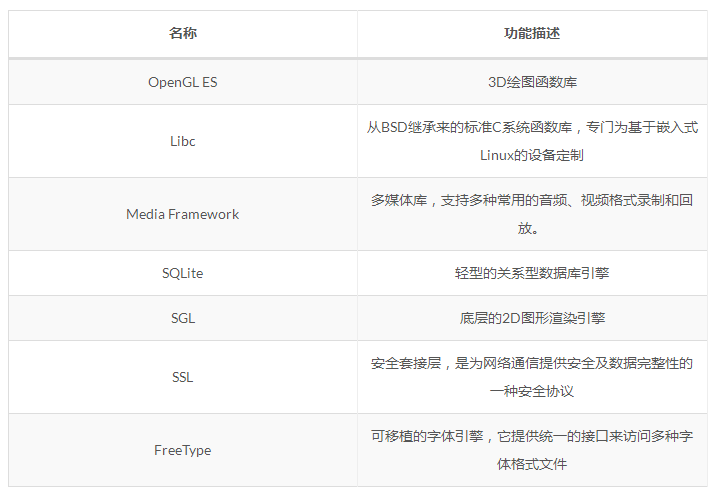 名称
功能描述
OpenGL ES
3D绘图函数库
Libc
从BSD继承来的标准C系统函数库，专门为基于嵌入式
Linux的设备定制
Media Framework
多媒体库，支持多种常用的音频、视频格式录制和回
放。
SQLite
轻型的关系型数据库引擎
SGL
底层的2D图形渲染引擎
SSL
安全套接层，是为网络通信提供安全及数据完整性的
一种安全协议
FreeType
可移植的字体引擎，它提供统一的接口来访问多种字
体格式文件